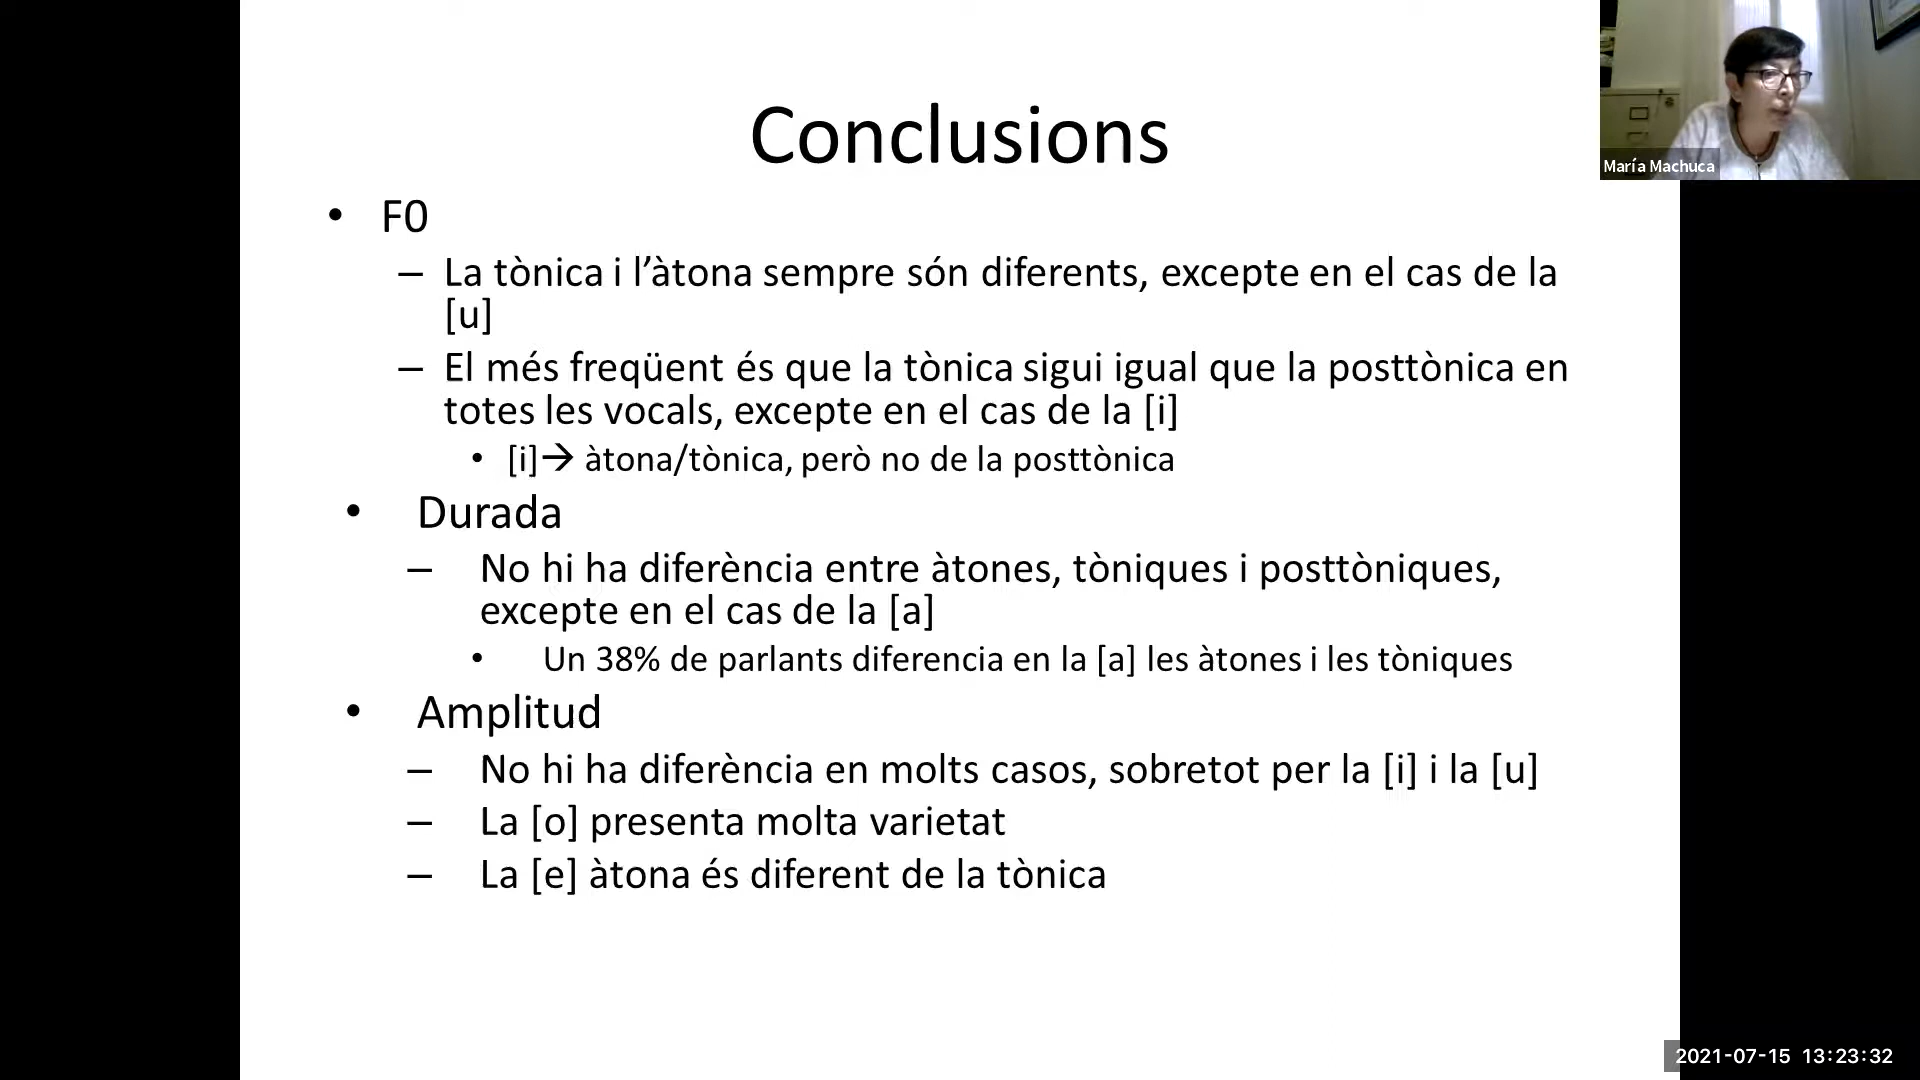 Conclusions
María Machuca
• F0
– La tònica i l’àtona sempre són diferents, excepte en el cas de la
[u]
– El més freqüent és que la tònica sigui igual que la posttònica en
totes les vocals, excepte en el cas de la [i]
• [i]→ àtona/tònica, però no de la posttònica
• Durada
– No hi ha diferència entre àtones, tòniques i posttòniques,
excepte en el cas de la [a]
• Un 38% de parlants diferencia en la [a] les àtones i les tòniques
• Amplitud
– No hi ha diferència en molts casos, sobretot per la [i] i la [u]
– La [o] presenta molta varietat
– La [e] àtona és diferent de la tònica
2021-07-15 13:23:32